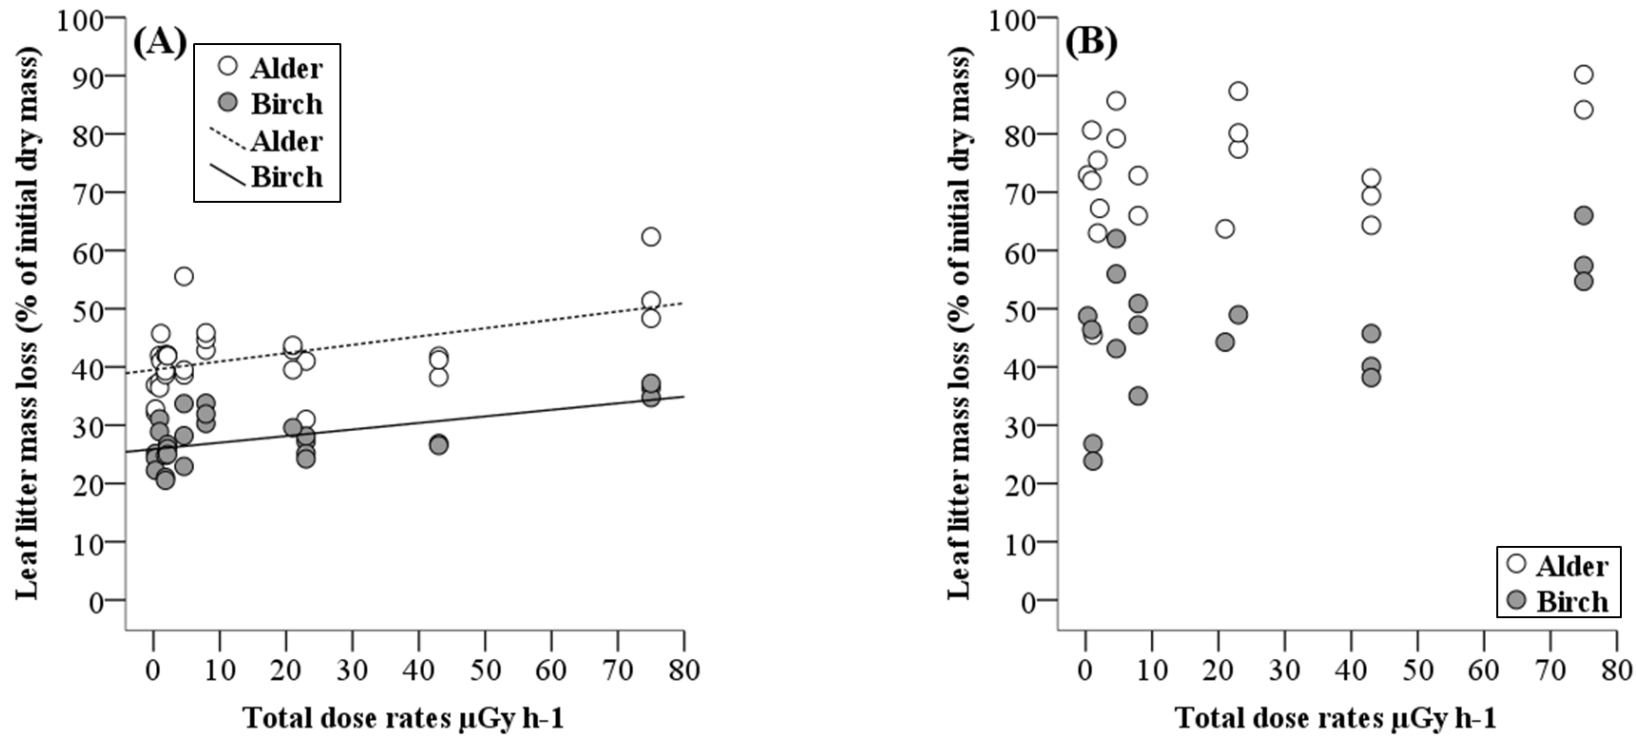 (A)
Alder
Birch
Alder
Birch
Leaf litter mass loss (% of initial dry mass)
100
90
80
70
60
50
40
30
20
10
0
0 10 20 30 40 50 60 70 80
Total dose rates µGy h-1
(B)
Leaf litter mass loss (% of initial dry mass)
100
90
80
70
60
50
40
30
20
10
0
Alder
Birch
0 10 20 30 40 50 60 70 80
Total dose rates µGy h-1